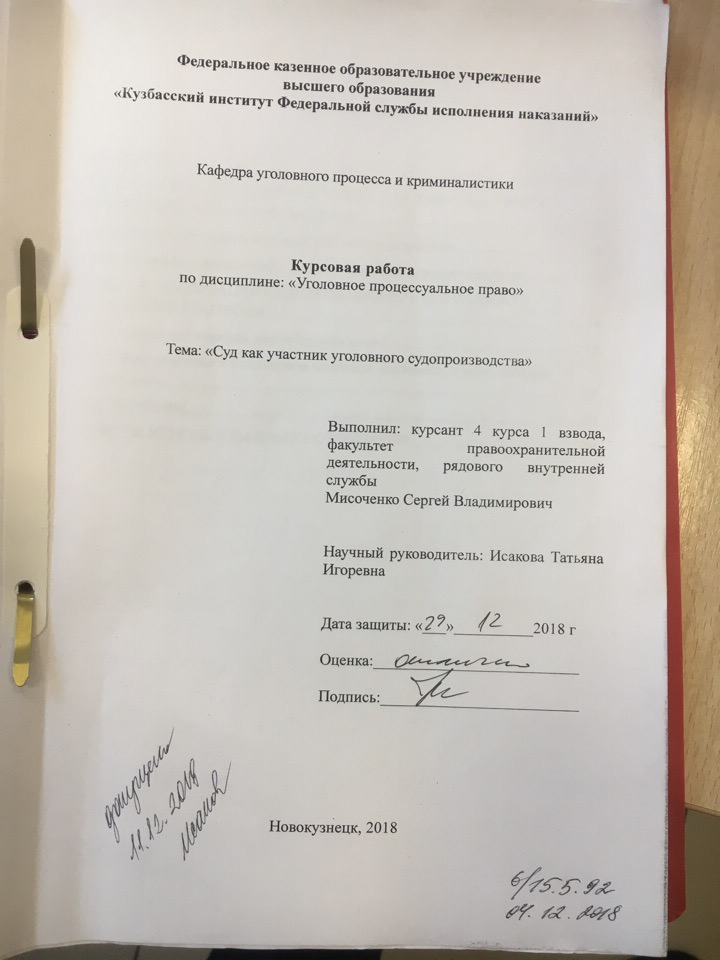 Федеральное казенное образовательное учреждение
высшего образования
«Кузбасский институт Федеральной службы исполнения наказаний»
Кафедра уголовного процесса и криминалистики
Курсовая работа
по дисциплине: «Уголовное процессуальное право»
Тема: «Суд как участник уголовного судопроизводства»
Выполнил: курсант 4 курса 1 взвода,
факультет правоохранительной
деятельности, рядового внутренней
службы
Мисоченко Сергей Владимирович
Научный руководитель: Исакова Татьяна
Игоревна
Дата защиты: «29» 12 2018 г
Оценка: отлично
Подпись:
допущен
11.12.2018
Исакова
Новокузнецк, 2018
б/15.5.92
04.12.2018